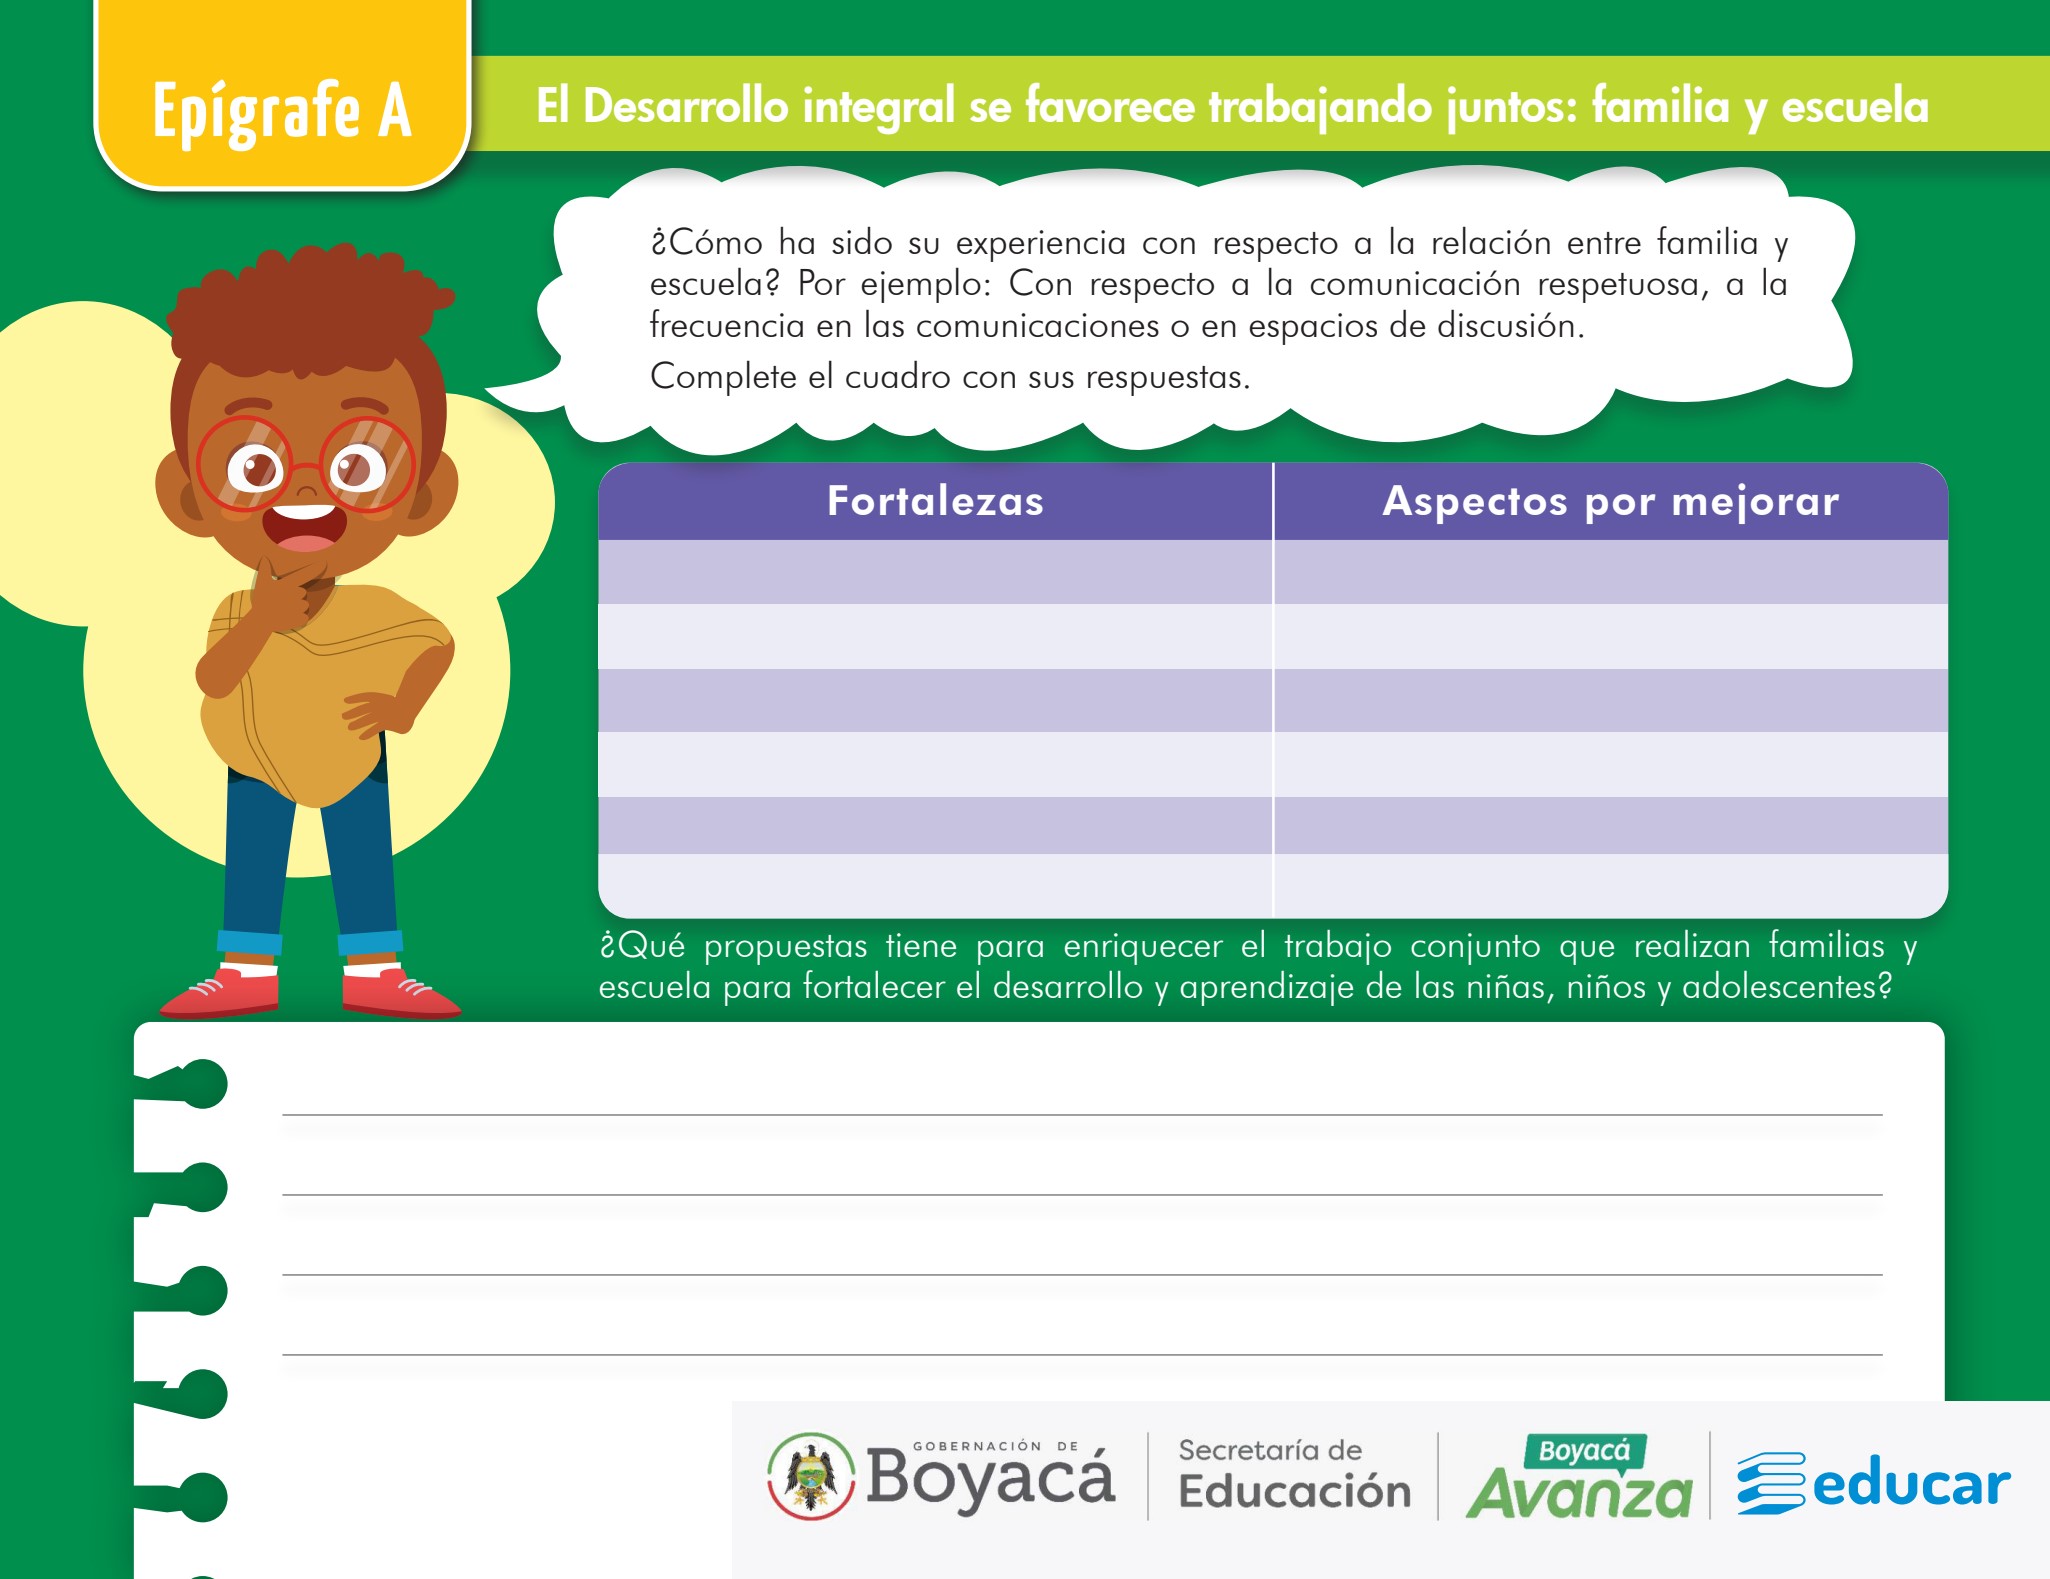 Epígrafe A
El Desarrollo integral se favorece trabajando juntos: familia y escuela
¿Cómo ha sido su experiencia con respecto a la relación entre familia y
escuela? Por ejemplo: Con respecto a la comunicación respetuosa, a la
frecuencia en las comunicaciones o en espacios de discusión.
Complete el cuadro con sus respuestas.
Fortalezas
Aspectos por mejorar
¿Qué propuestas tiene para enriquecer el trabajo conjunto que realizan familias y
escuela para fortalecer el desarrollo y aprendizaje de las niñas, niños y adolescentes?
GOBERNACIÓN DE
Boyacá
Secretaría de
Educación
Boyacá
Avanza
educar